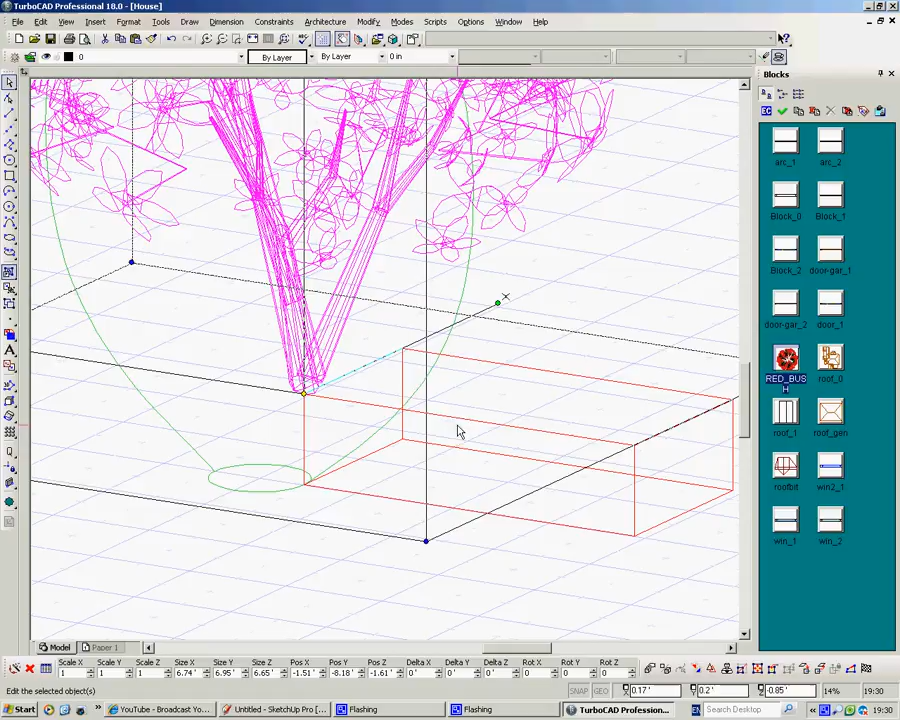 TurboCAD Professional 18.0 - [House]
File Edit View Insert Format Tools Draw Dimension Constraints Architecture Modify Modes Scripts Options Window Help
0 By Layer By Layer 0 in
Blocks
arc_1 arc_2
Block_0 Block_1
Block_2 door-gar_1
door-gar_2 door_1
RED_BUS
H
roof_0
roof_1 roof_gen
roofbit win2_1
win_1 win_2
Model Paper 1
Scale X Scale Y Scale Z Size X Size Y Size Z Pos X Pos Y Pos Z Delta X Delta Y Delta Z Rot X Rot Y Rot Z
1 1 1 6.74' 6.95' 6.65' -1.51' -8.18' -1.61' 0' 0' 0' 0 0 0
Edit the selected object(s) SNAP GEO 0.17' 0.2' -0.85' 14% 19:30
Start YouTube - Broadcast Yo... Untitled - SketchUp Pro [... Flashing Flashing TurboCAD Profession... Search Desktop 19:30